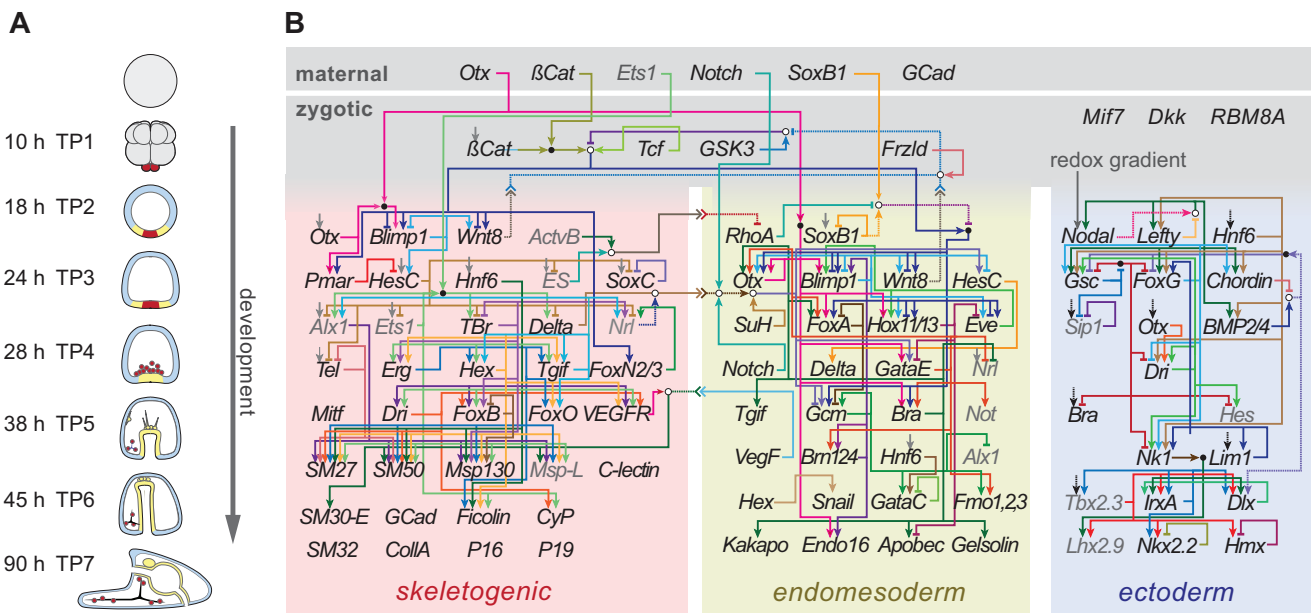 A
10 h TP1
18 h TP2
24 h TP3
28 h TP4
38 h TP5
45 h TP6
90 h TP7
development
B
maternal
Otx ßCat Ets1 Notch SoxB1 GCad
zygotic
Mif7 Dkk RBM8A
ßCat Tcf GSK3 Frzld
redox gradient
Otx Blimp1 Wnt8 ActvB
Pmar HesC Hnf6 ES SoxC
Alx1 Ets1 TBr Delta Nrl
Tel Erg Hex Tgif FoxN2/3
Mitf Dri FoxB FoxO VEGFR
SM27 SM50 Msp130 Msp-L C-lectin
SM30-E GCad Ficolin CyP
SM32 CollA P16 P19
skeletogenic
RhoA SoxB1
Otx Blimp1 Wnt8 HesC
SuH FoxA Hox11/13 Eve
Notch Delta GataE Nrl
Tgif Gcm Bra Not
VegF Brn124 Hnf6 Alx1
Hex Snail GataC Fmo1,2,3
Kakapo Endo16 Apobec Gelsolin
endomesoderm
Nodal Lefty Hnf6
Gsc FoxG Chordin
Sip1 Otx BMP2/4
Dri
Bra Hes
Nk1 Lim1
Tbx2.3 IrxA Dlx
Lhx2.9 Nkx2.2 Hmx
ectoderm